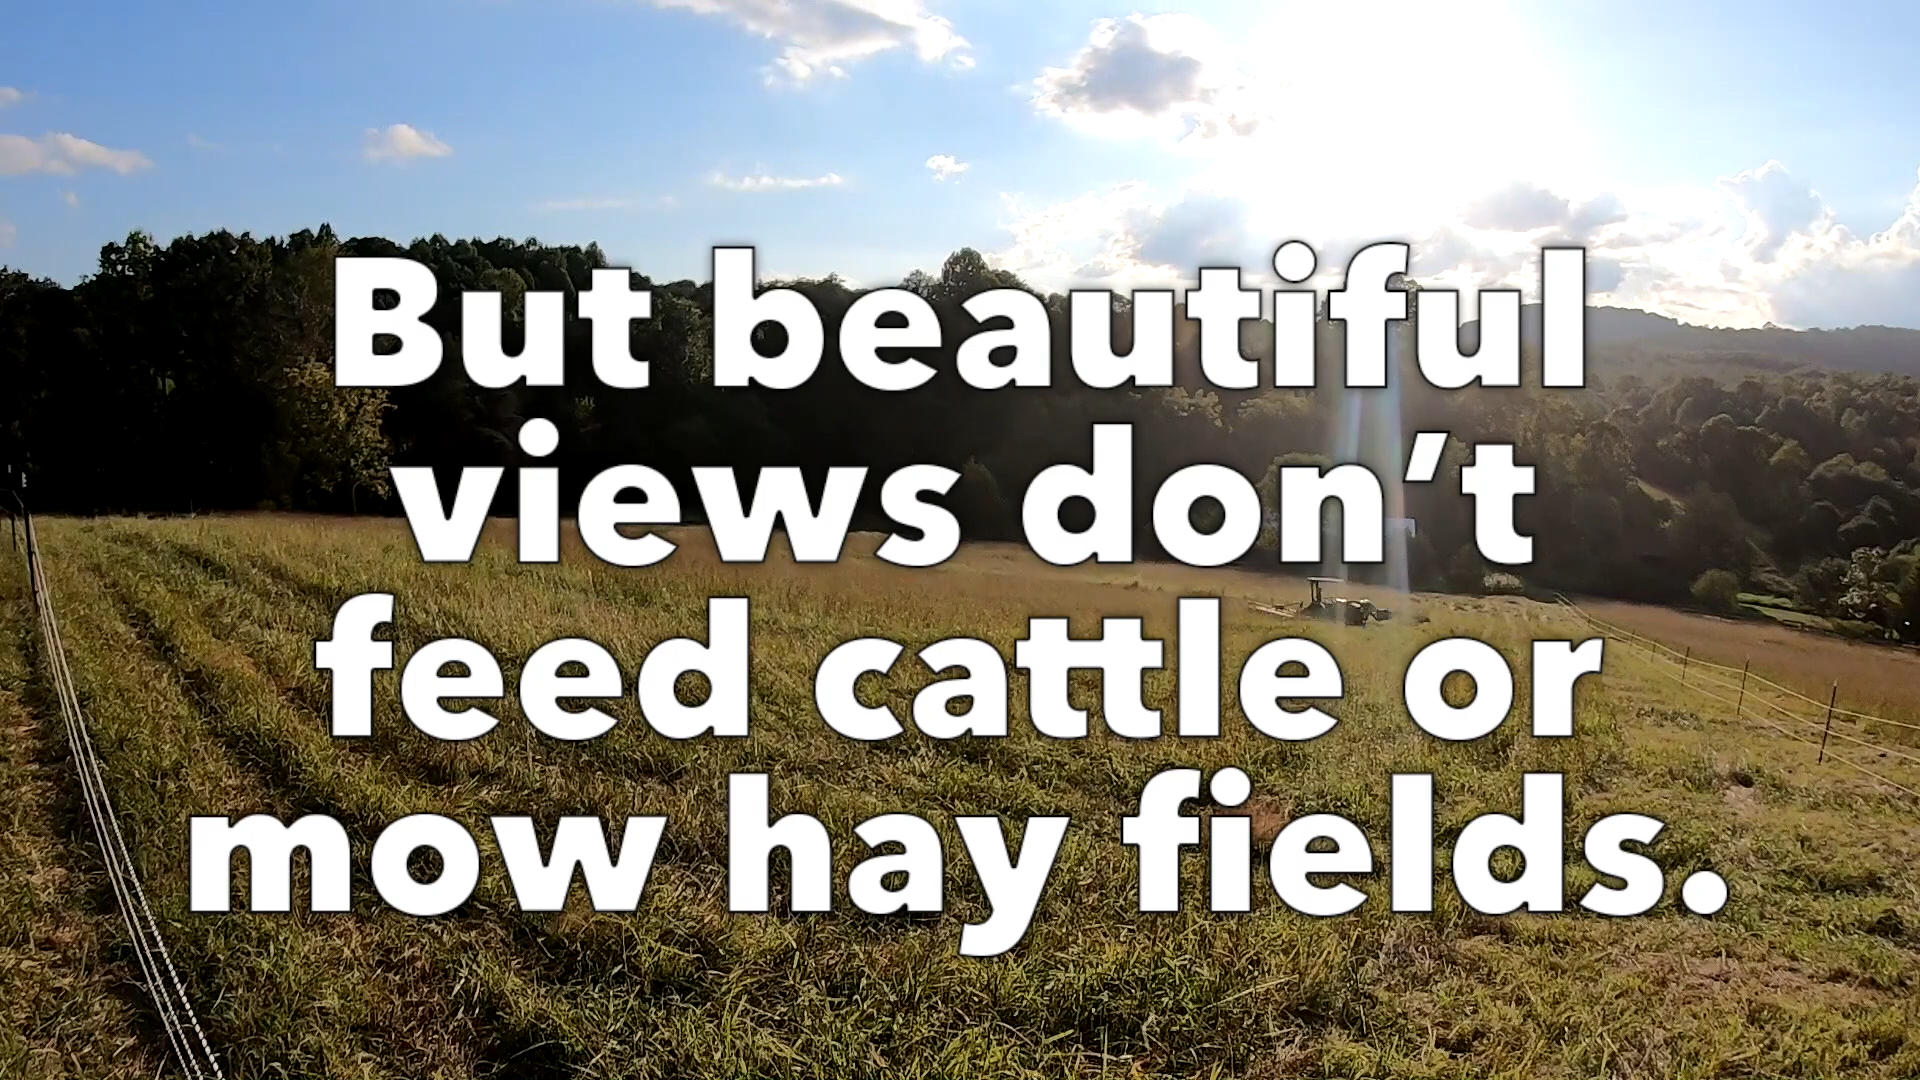 But beautiful
views don’t
feed cattle or
mow hay fields.